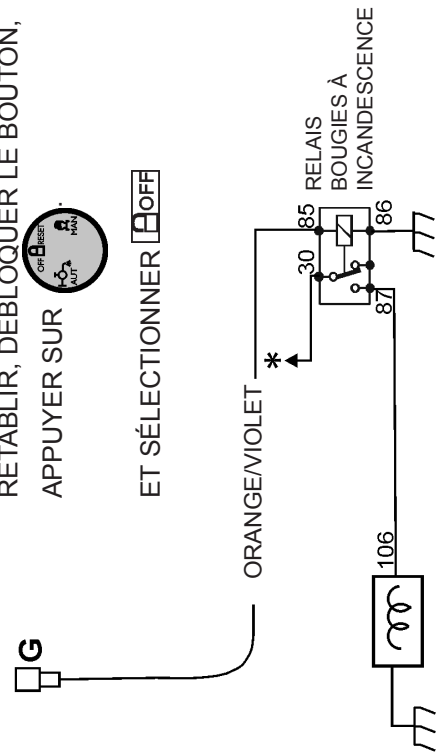 RÉTABLIR, DÉBLOQUER LE BOUTON,
APPUYER SUR
OFF RESET
AUT
MAN
.
ET SÉLECTIONNER OFF
G
ORANGE/VIOLET
*
30
85
RELAIS
BOUGIES À
INCANDESCENCE
87
86
106